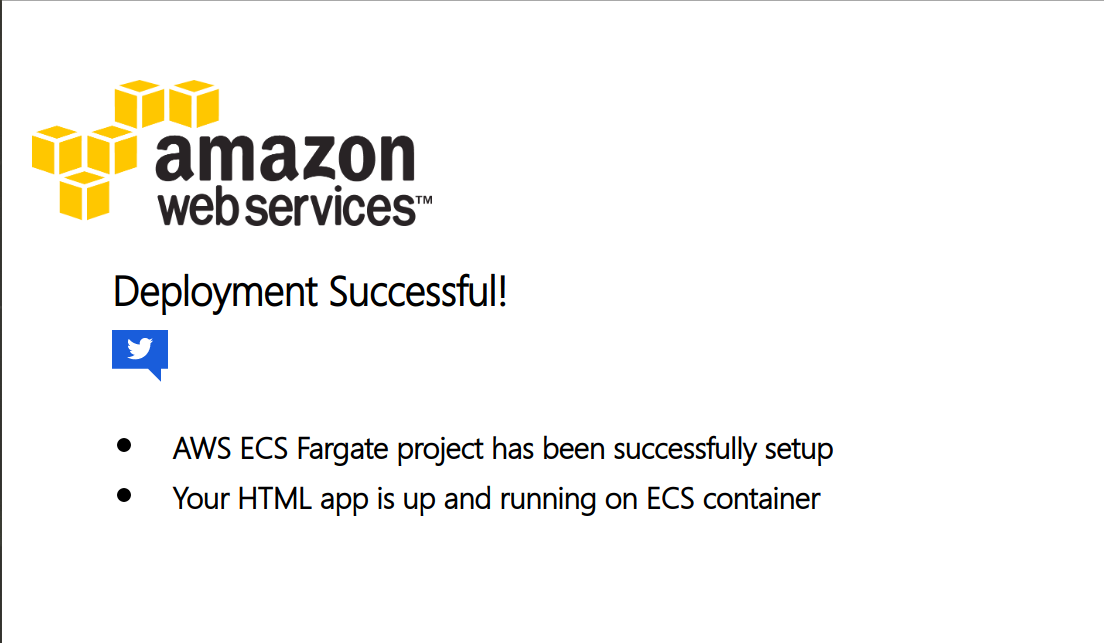 amazon
web services™
Deployment Successful!
AWS ECS Fargate project has been successfully setup
Your HTML app is up and running on ECS container